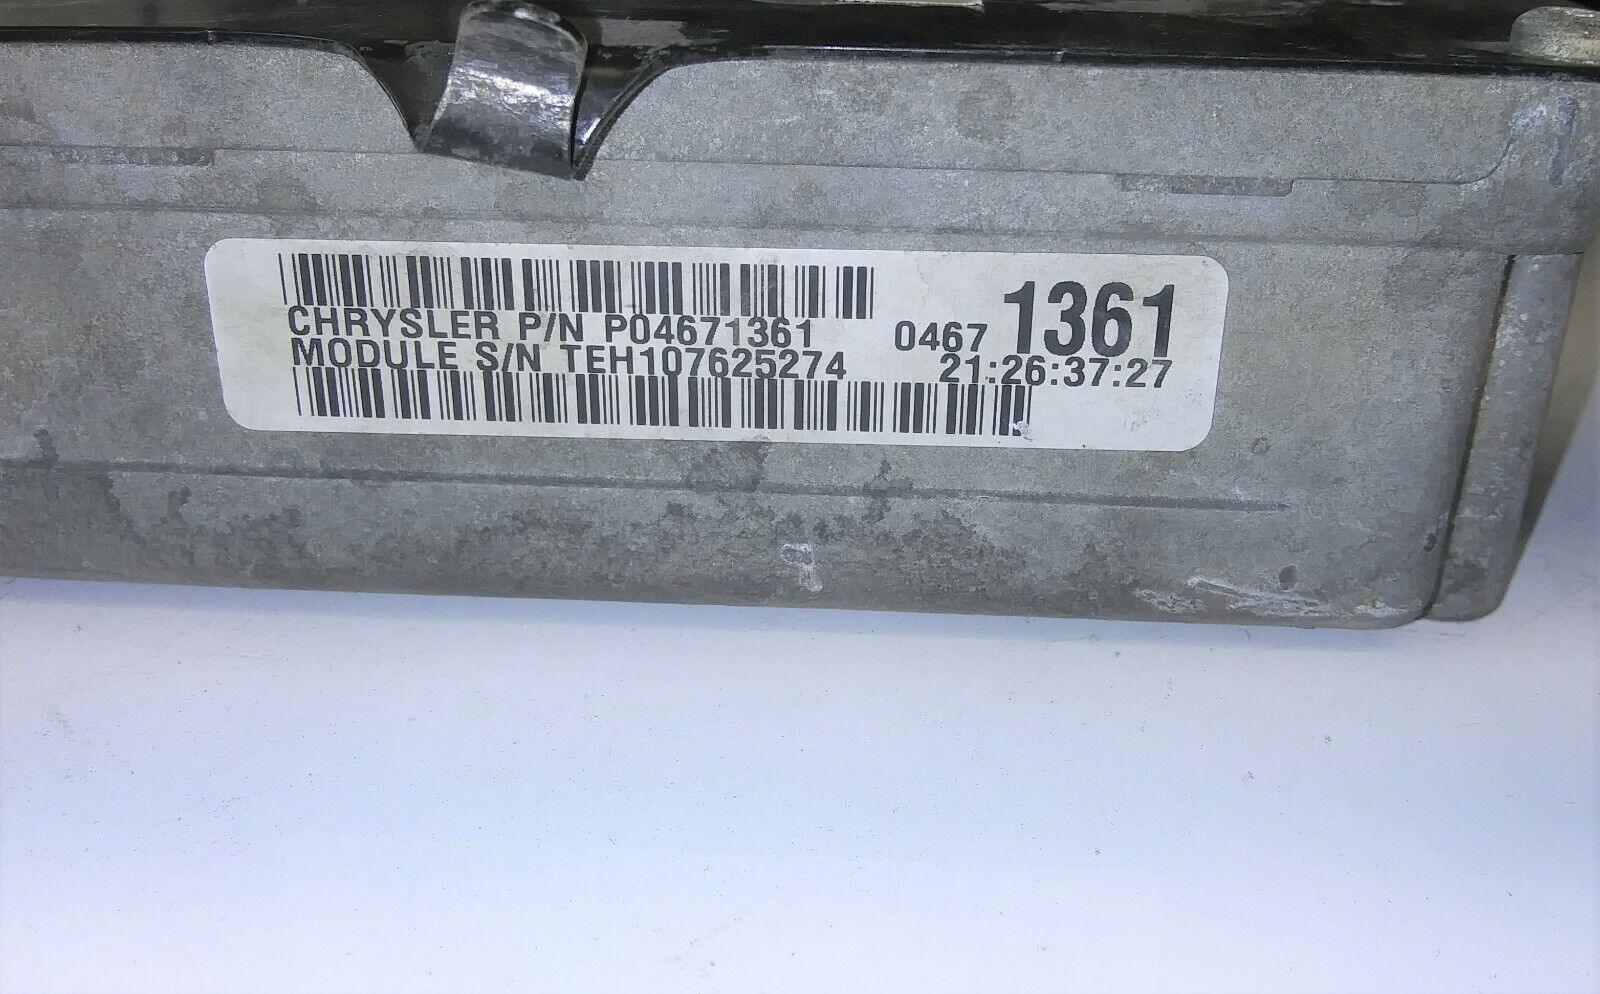 CHRYSLER P/N P04671361 0467 1361
MODULE S/N TEH107625274 21:26:37:27